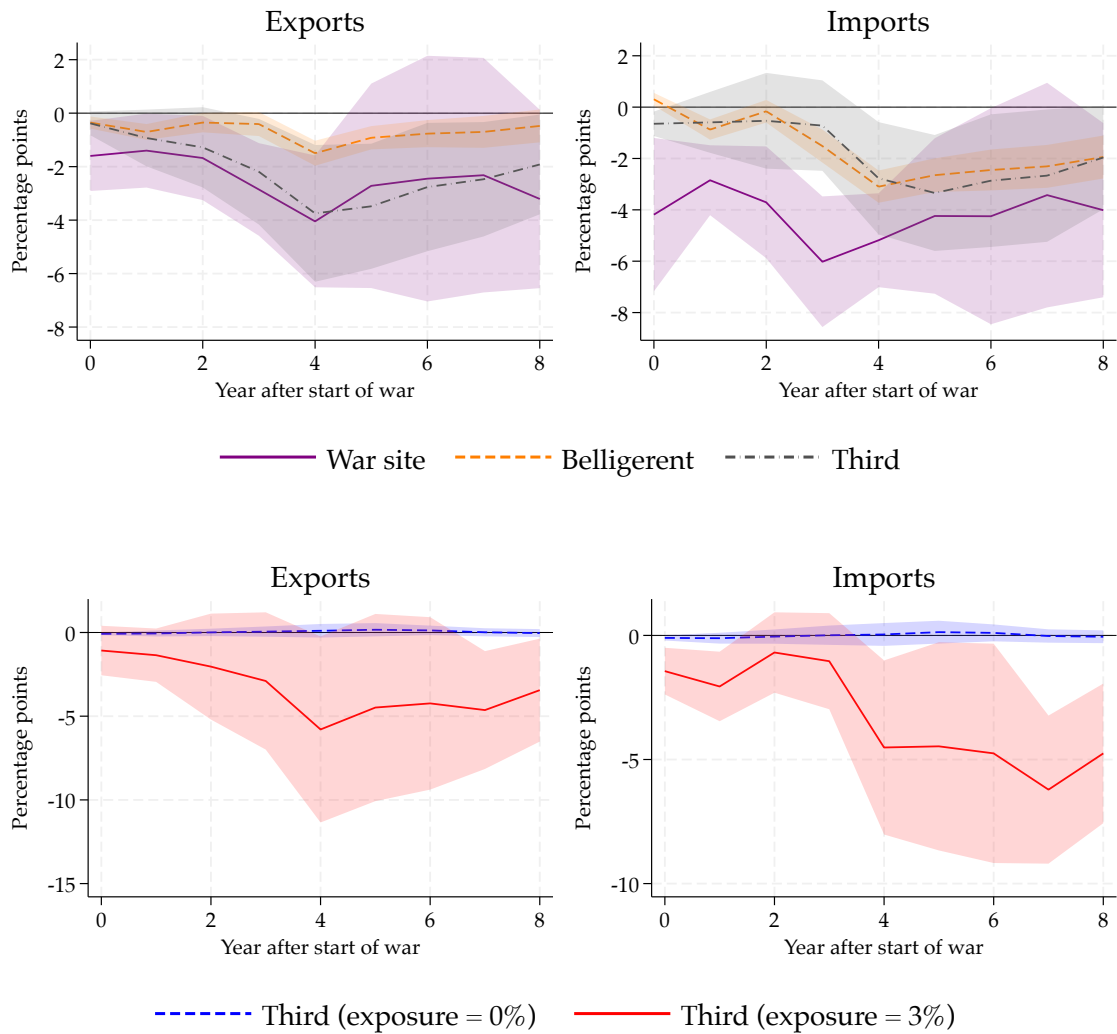 Exports
Imports
Percentage points
2
0
-2
-4
-6
-8
0
2
4
6
8
Year after start of war
Percentage points
2
0
-2
-4
-6
-8
0
2
4
6
8
Year after start of war
War site
Belligerent
Third
Exports
Imports
Percentage points
0
-5
-10
-15
0
2
4
6
8
Year after start of war
Percentage points
0
-5
-10
0
2
4
6
8
Year after start of war
Third (exposure = 0%)
Third (exposure = 3%)